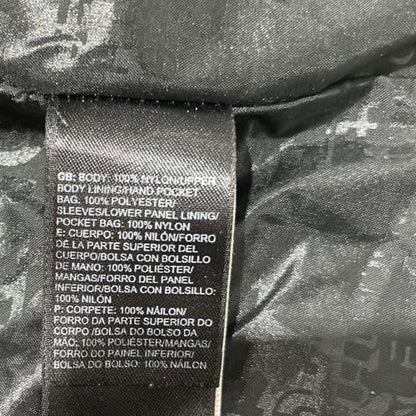 GB: BODY: 100% NYLON/UPPER
BODY LINING/HAND POCKET
BAG: 100% POLYESTER/
SLEEVES/LOWER PANEL LINING/
POCKET BAG: 100% NYLON
E: CUERPO: 100% NILÓN/FORRO
DE LA PARTE SUPERIOR DEL
CUERPO/BOLSA CON BOLSILLO
DE MANO: 100% POLIÉSTER/
MANGAS/FORRO DEL PANEL
INFERIOR/BOLSA CON BOLSILLO:
100% NILÓN
P: CORPETE: 100% NÁILON/
FORRO DA PARTE SUPERIOR DO
CORPO /BOLSA DO BOLSO DA
MÃO: 100% POLIÉSTER/MANGAS/
FORRO DO PAINEL INFERIOR/
BOLSA DO BOLSO: 100% NÁILON